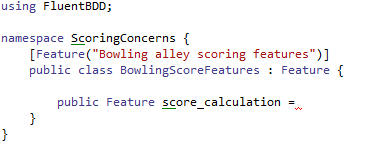 using FluentBDD;
namespace ScoringConcerns {
[Feature("Bowling alley scoring features")]
public class BowlingScoreFeatures : Feature {
public Feature score_calculation =
}
}